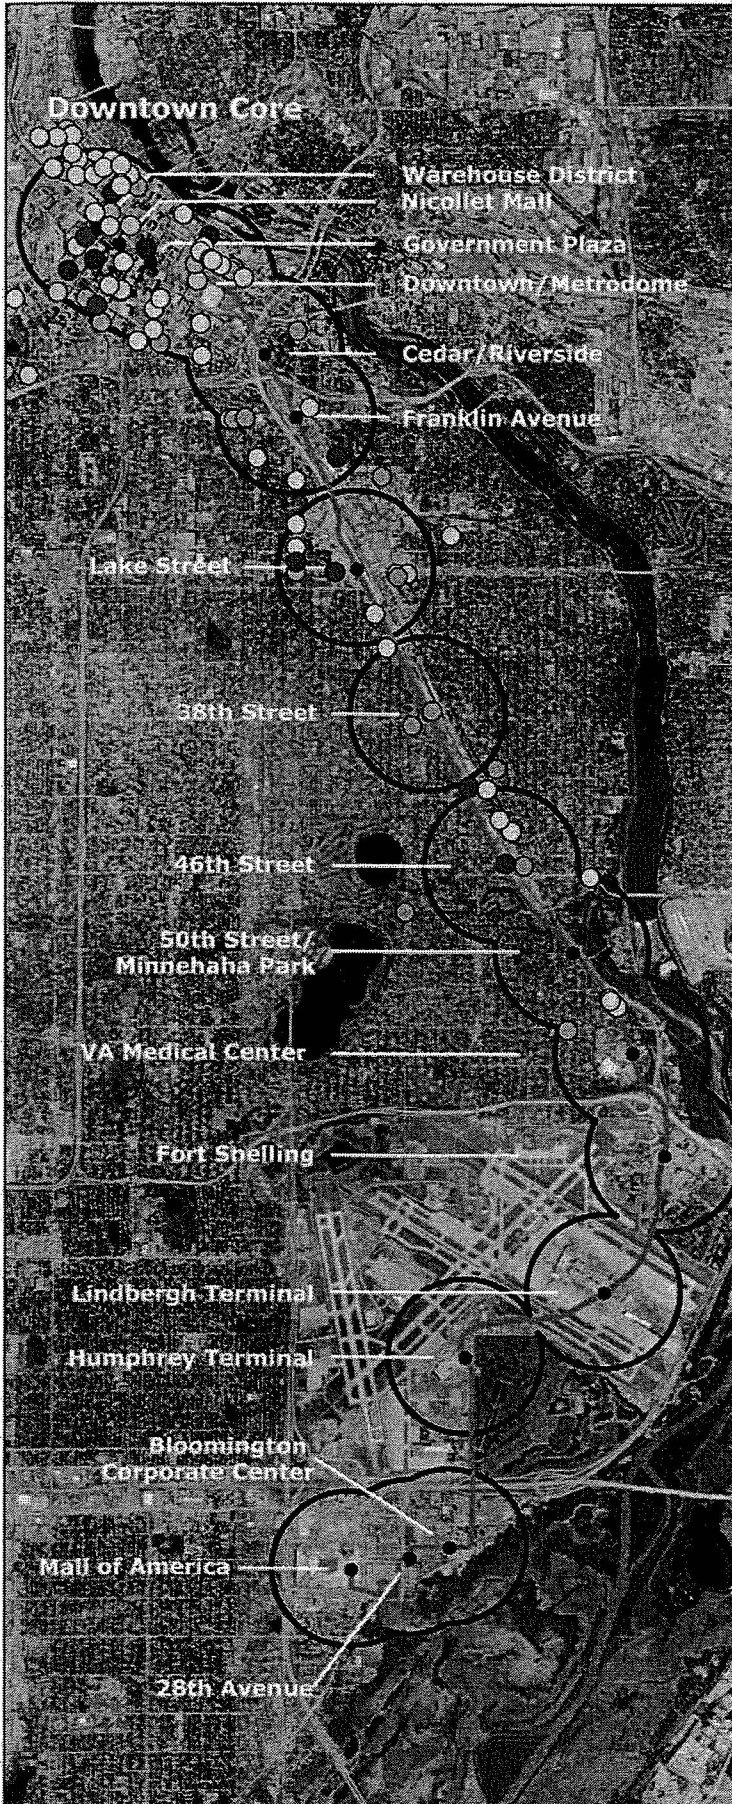 Downtown Core
Warehouse District
Nicollet Mall
Government Plaza
Downtown/Metrodome
Cedar/Riverside
Franklin Avenue
Lake Street
38th Street
46th Street
50th Street/
Minnehaha Park
VA Medical Center
Fort Snelling
Lindbergh Terminal
Humphrey Terminal
Bloomington
Corporate Center
Mall of America
28th Avenue